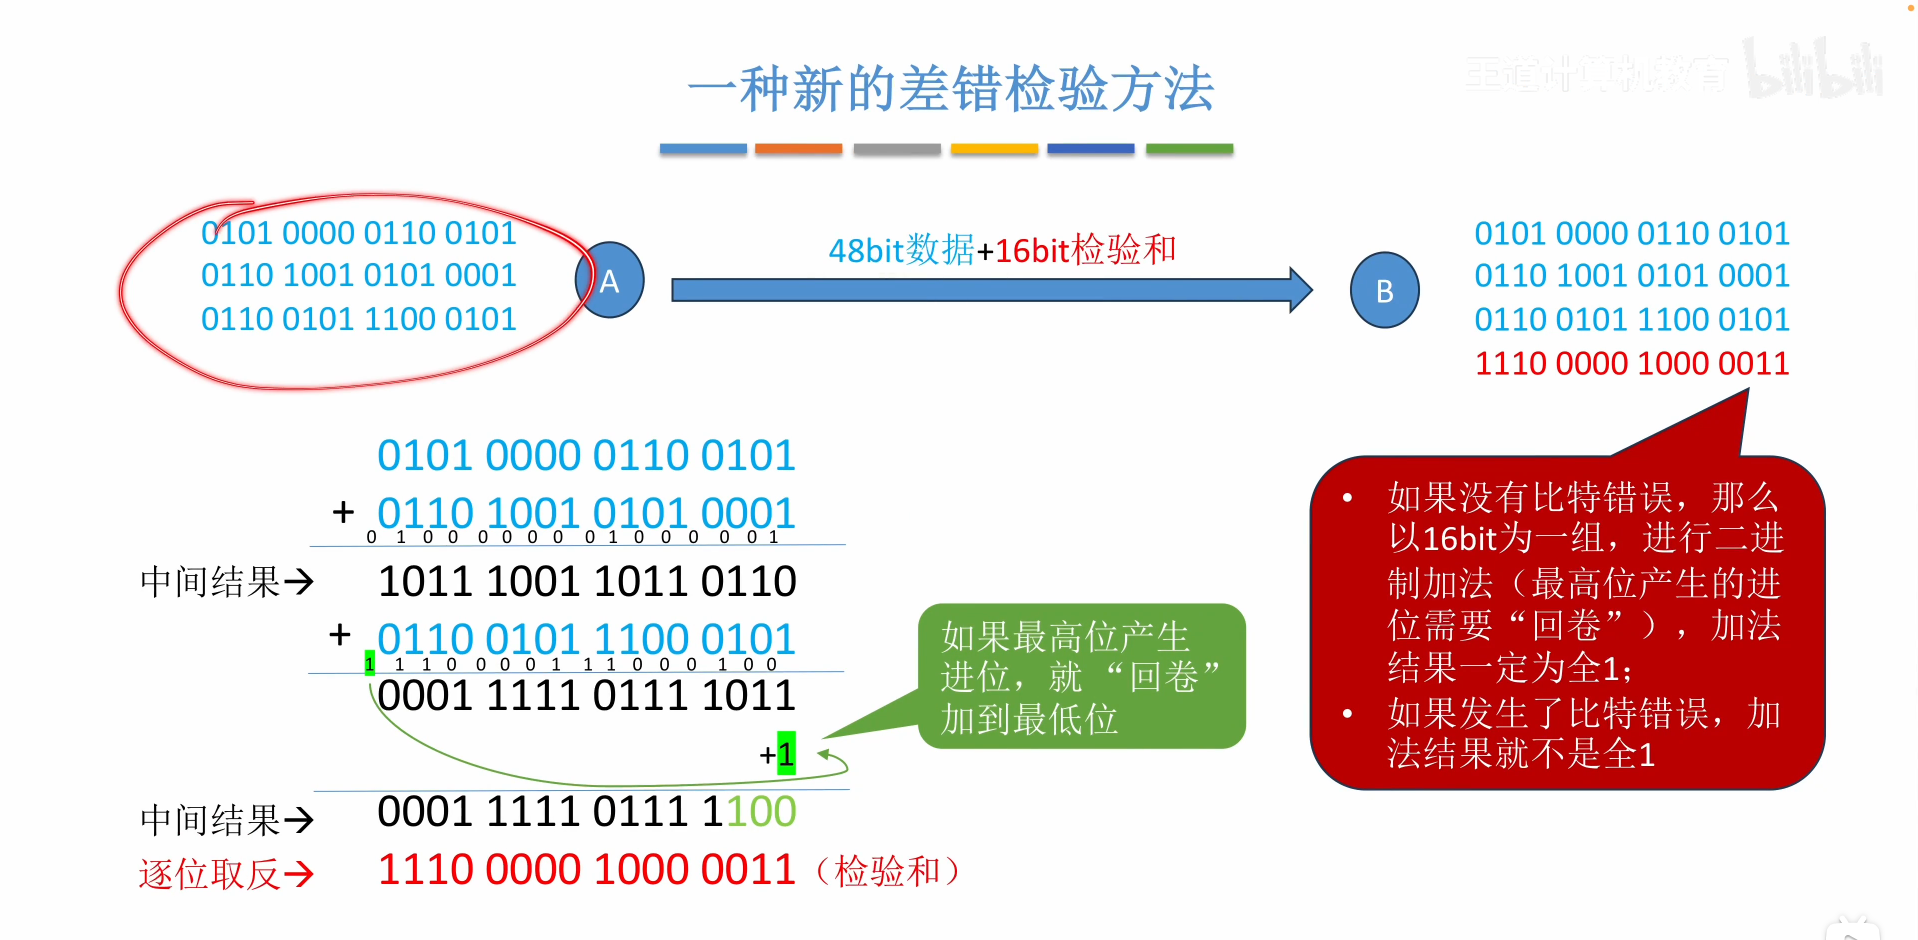 一种新的差错检验方法
王道计算机教育 bilibili
0101 0000 0110 0101
0110 1001 0101 0001
0110 0101 1100 0101
A
48bit数据+16bit检验和
B
0101 0000 0110 0101
0110 1001 0101 0001
0110 0101 1100 0101
1110 0000 1000 0011
0101 0000 0110 0101
+ 0110 1001 0101 0001
0 1 0 0 0 0 0 0 0 1 0 0 0 0 0 1
中间结果→ 1011 1001 1011 0110
+ 0110 0101 1100 0101
1 1 1 0 0 0 0 1 1 1 0 0 0 1 0 0
0001 1111 0111 1011
+1
中间结果→ 0001 1111 0111 1100
逐位取反→ 1110 0000 1000 0011（检验和）
如果最高位产生
进位，就 “回卷”
加到最低位
• 如果没有比特错误，那么
以16bit为一组，进行二进
制加法（最高位产生的进
位需要“回卷”），加法
结果一定为全1；
• 如果发生了比特错误，加
法结果就不是全1